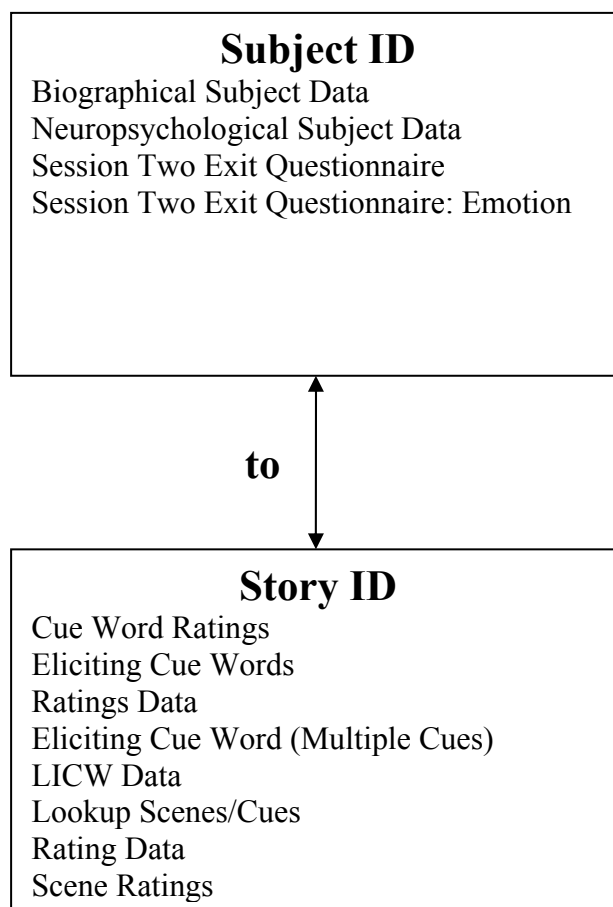 Subject ID
Biographical Subject Data
Neuropsychological Subject Data
Session Two Exit Questionnaire
Session Two Exit Questionnaire: Emotion
to
Story ID
Cue Word Ratings
Eliciting Cue Words
Ratings Data
Eliciting Cue Word (Multiple Cues)
LICW Data
Lookup Scenes/Cues
Rating Data
Scene Ratings